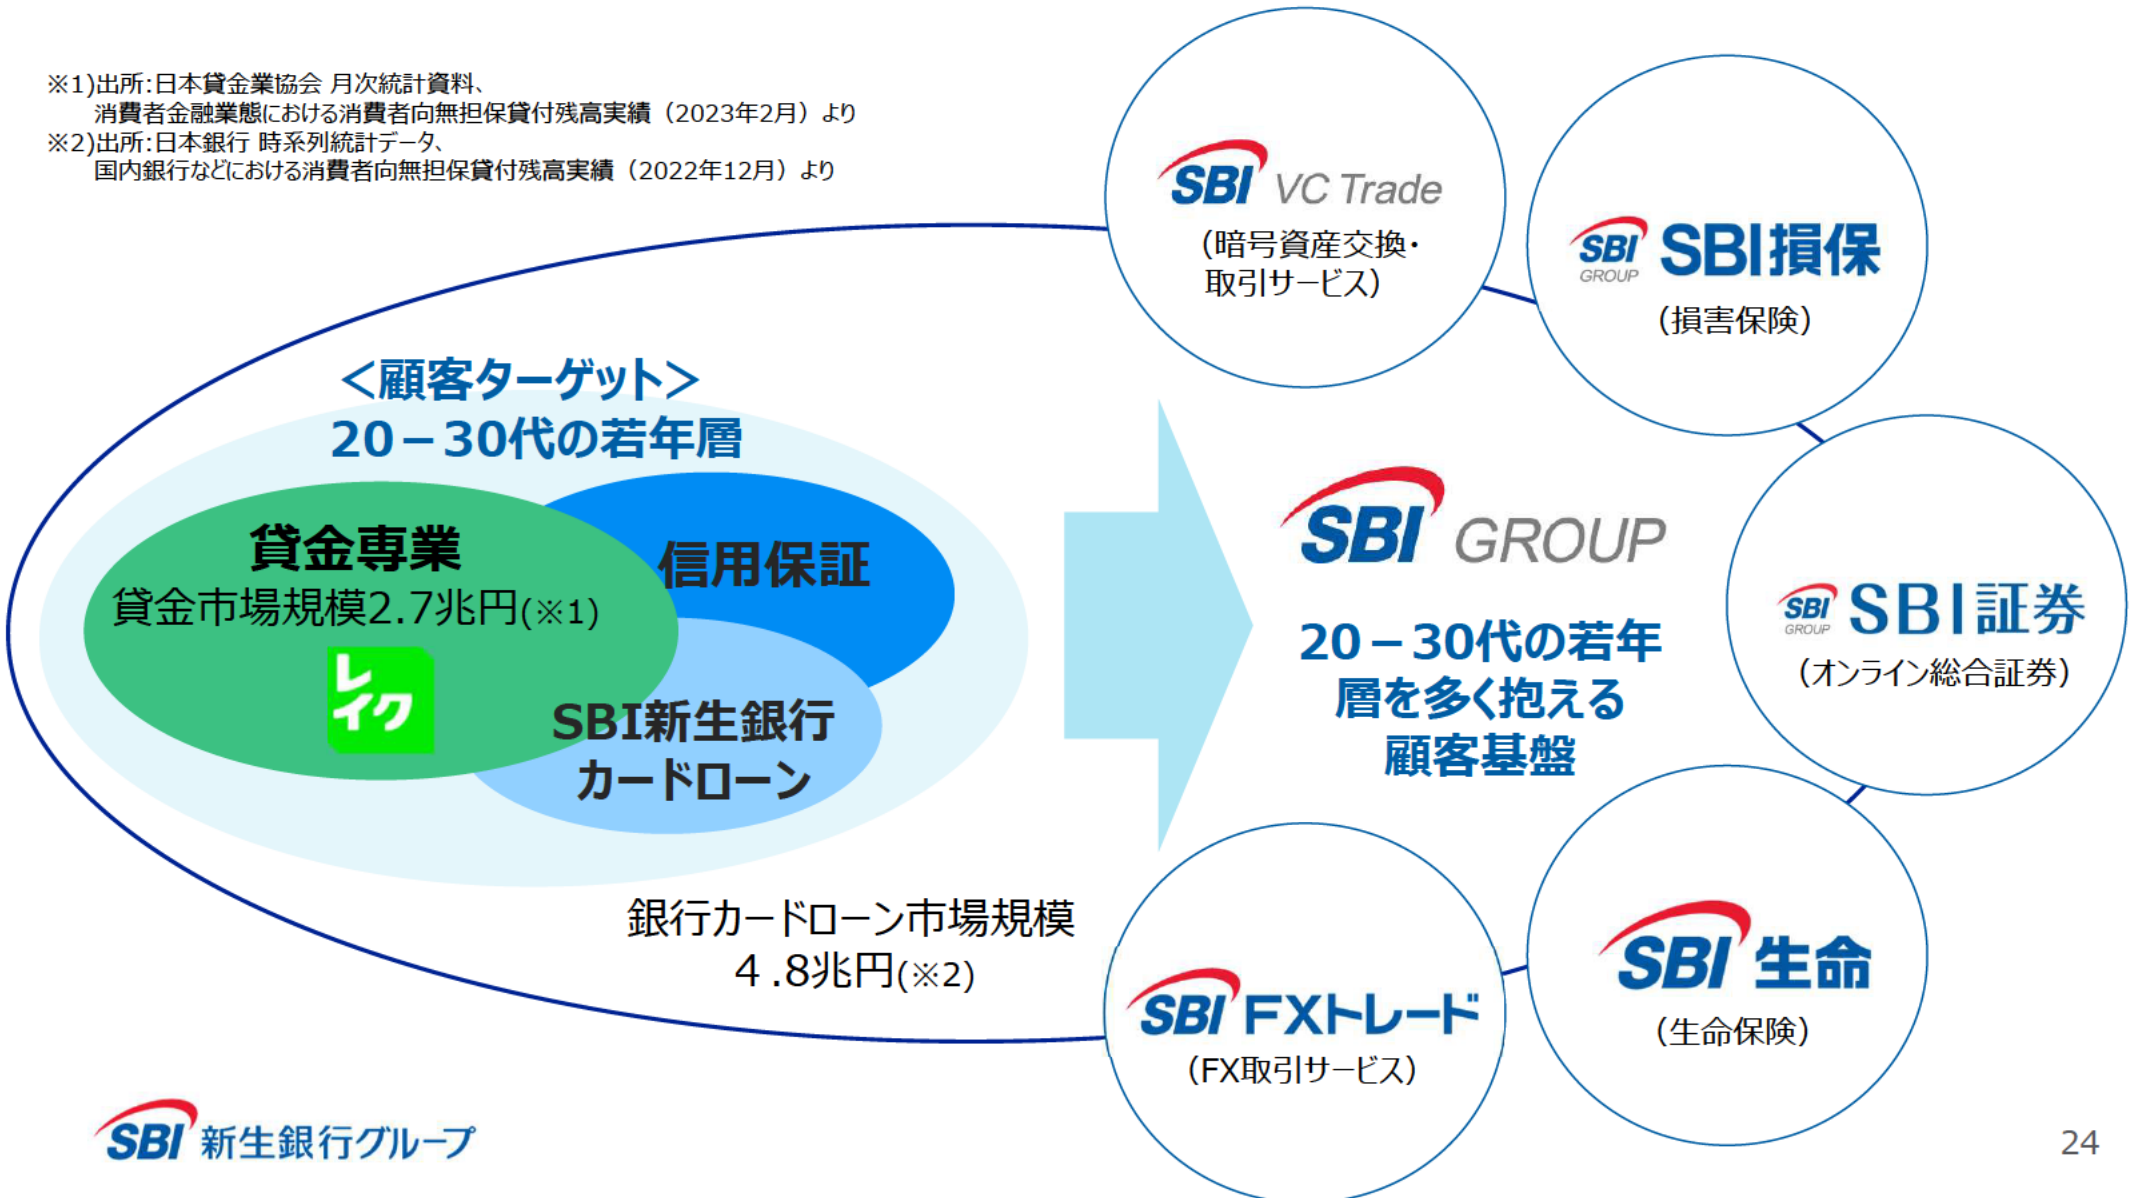 ※1)出所:日本貸金業協会 月次統計資料、
消費者金融業態における消費者向無担保貸付残高実績（2023年2月）より
※2)出所:日本銀行 時系列統計データ、
国内銀行などにおける消費者向無担保貸付残高実績（2022年12月）より
SBI VC Trade
（暗号資産交換・
取引サービス）
SBI GROUP SBI損保
（損害保険）
＜顧客ターゲット＞
20－30代の若年層
貸金専業
貸金市場規模2.7兆円(※1)
レイク
信用保証
SBI新生銀行
カードローン
銀行カードローン市場規模
４.8兆円(※2)
SBI GROUP
20－30代の若年
層を多く抱える
顧客基盤
SBI GROUP SBI証券
（オンライン総合証券）
SBI生命
（生命保険）
SBI FXトレード
（FX取引サービス）
SBI新生銀行グループ
24